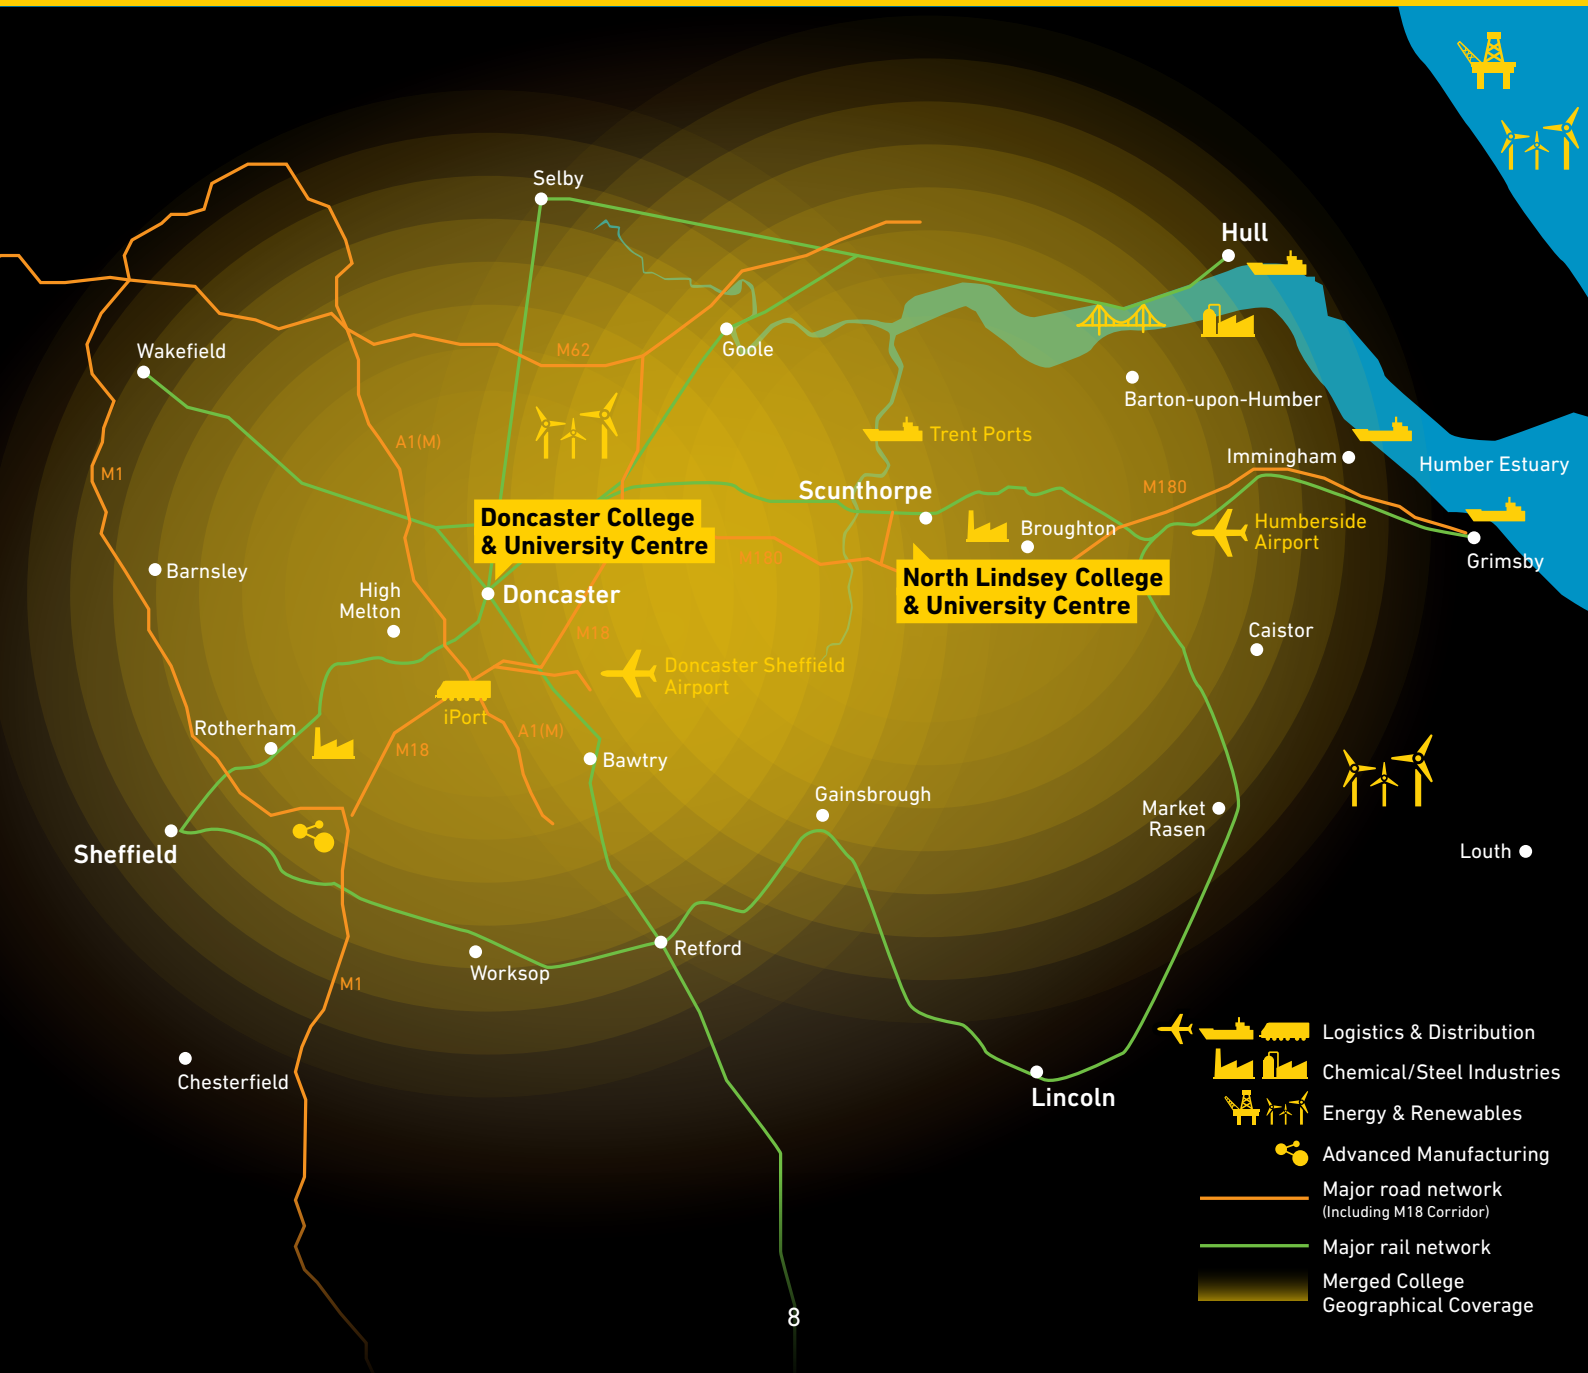 Selby
Hull
M62
Goole
Wakefield
Barton-upon-Humber
A1(M)
Trent Ports
M1
Immingham
Humber Estuary
Scunthorpe
M180
Doncaster College
& University Centre
Broughton
Humberside
Airport
M180
Grimsby
Barnsley
North Lindsey College
& University Centre
High
Melton
Doncaster
M18
Caistor
Doncaster Sheffield
Airport
iPort
Rotherham
M18
A1(M)
Bawtry
Gainsbrough
Market
Rasen
Sheffield
Louth
Retford
Worksop
M1
Chesterfield
Lincoln
Logistics & Distribution
Chemical/Steel Industries
Energy & Renewables
Advanced Manufacturing
Major road network
(Including M18 Corridor)
Major rail network
Merged College
Geographical Coverage
8